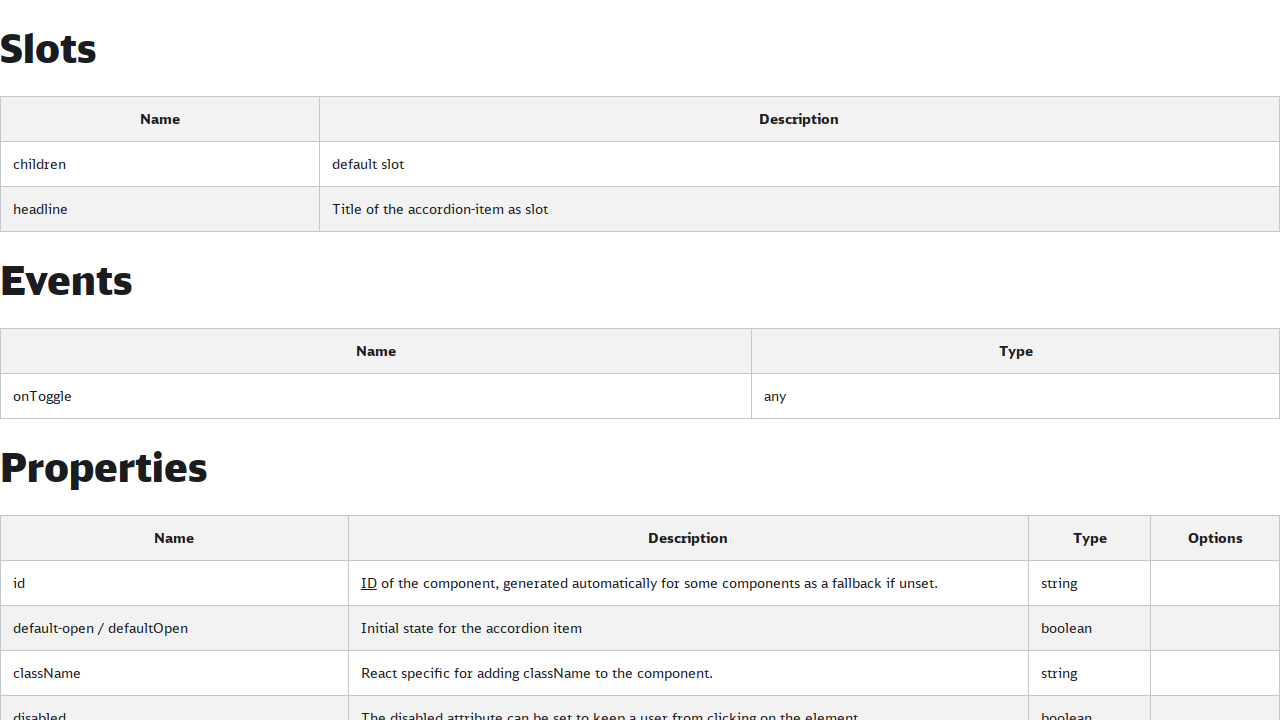 Slots
Name Description
children default slot
headline Title of the accordion-item as slot
Events
Name Type
onToggle any
Properties
Name Description Type Options
id ID of the component, generated automatically for some components as a fallback if unset. string
default-open / defaultOpen Initial state for the accordion item boolean
className React specific for adding className to the component. string
disabled The disabled attribute can be set to keep a user from clicking on the element. boolean